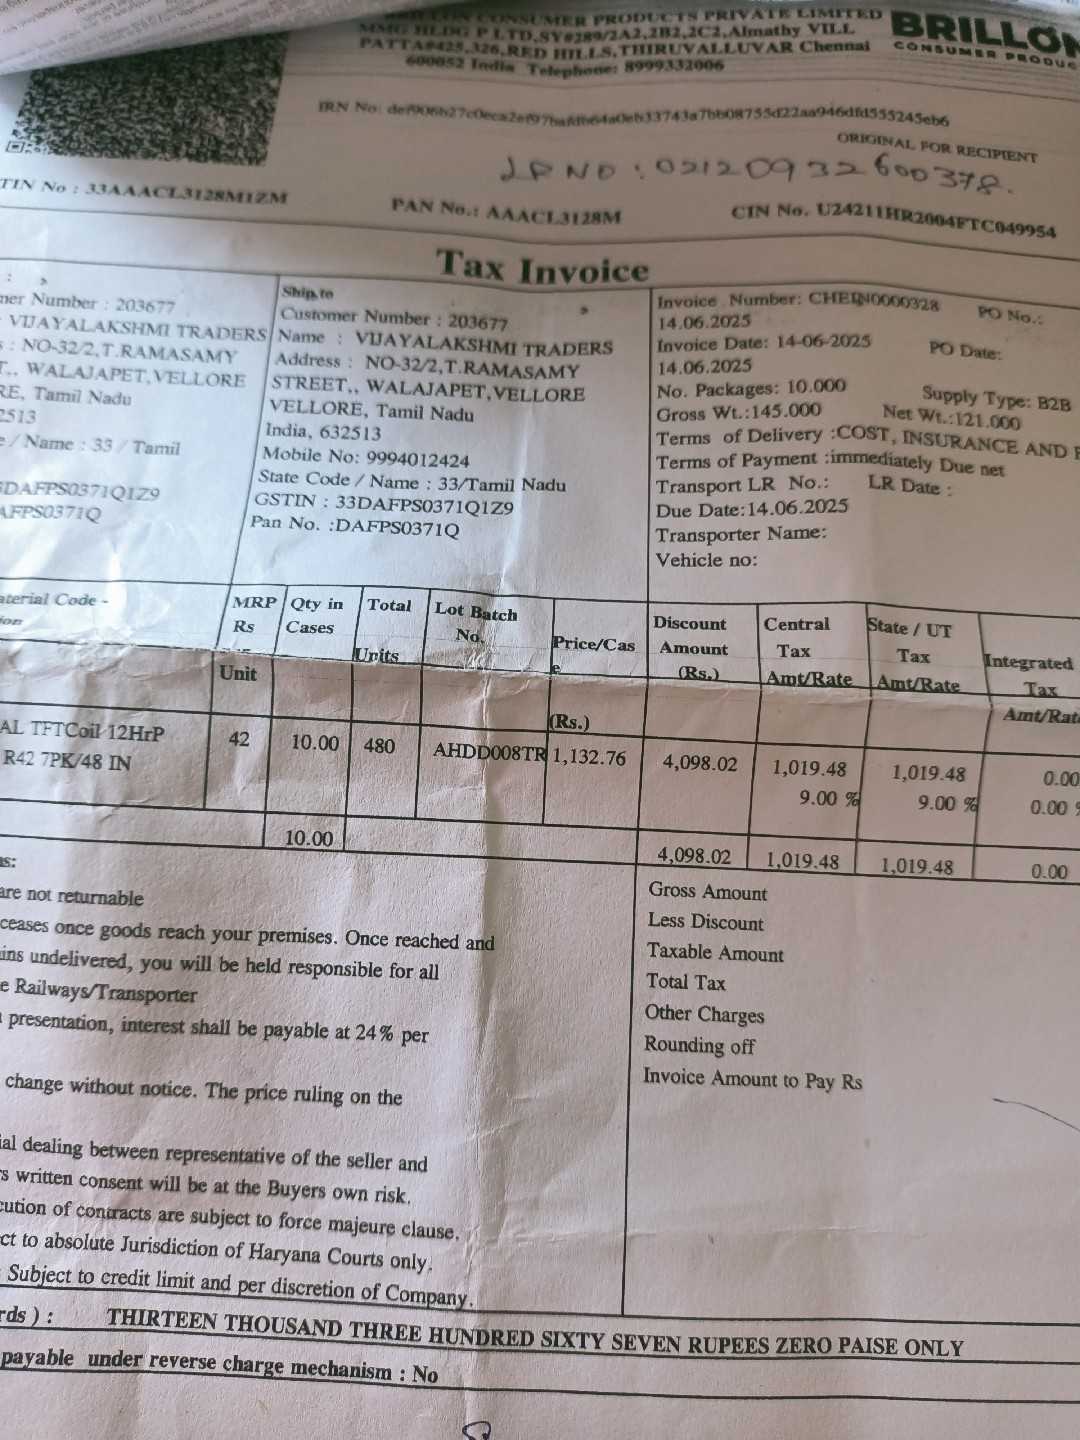 CONSUMER PRODUCTS PRIVATE LIMITED
MMG HLDG P LTD,SY#289/2A2,2B2,2C2,Almathy VILL
PATTA#425,326,RED HILLS,THIRUVALLUVAR Chennai
600052 India Telephone: 8999332006
BRILLON
CONSUMER PRODUC
IRN No:
ORIGINAL FOR RECIPIENT
LR NO : 0212093 2600378.
TIN No : 33AAACL3128M1ZM
PAN No.: AAACL3128M
CIN No. U24211HR2004FTC049954
Tax Invoice
:
mer Number : 203677
VIJAYALAKSHMI TRADERS
s : NO-32/2,T.RAMASAMY
T,, WALAJAPET,VELLORE
RE, Tamil Nadu
2513
e / Name : 33 / Tamil
3DAFPS0371Q1Z9
AFPS0371Q
Ship to
Customer Number : 203677
Name : VIJAYALAKSHMI TRADERS
Address : NO-32/2,T.RAMASAMY
STREET,, WALAJAPET,VELLORE
VELLORE, Tamil Nadu
India, 632513
Mobile No: 9994012424
State Code / Name : 33/Tamil Nadu
GSTIN : 33DAFPS0371Q1Z9
Pan No. :DAFPS0371Q
Invoice Number: CHEIN0000328 PO No.:
14.06.2025
Invoice Date: 14-06-2025 PO Date:
14.06.2025
No. Packages: 10.000 Supply Type: B2B
Gross Wt.:145.000 Net Wt.:121.000
Terms of Delivery :COST, INSURANCE AND F
Terms of Payment :immediately Due net
Transport LR No.: LR Date :
Due Date:14.06.2025
Transporter Name:
Vehicle no:
aterial Code - MRP Qty in Total Lot Batch Discount Central State / UT Integrated
ion Rs Cases Units No. Price/Cas Amount Tax Tax Tax
Unit e (Rs.) Amt/Rate Amt/Rate Amt/Rate
(Rs.)
AL TFTCoil 12HrP 42 10.00 480 AHDD008TR 1,132.76 4,098.02 1,019.48 1,019.48 0.00
R42 7PK/48 IN 9.00 % 9.00 % 0.00 %
10.00 4,098.02 1,019.48 1,019.48 0.00
ns:
are not returnable
ceases once goods reach your premises. Once reached and
ains undelivered, you will be held responsible for all
e Railways/Transporter
presentation, interest shall be payable at 24% per
change without notice. The price ruling on the
ial dealing between representative of the seller and
rs written consent will be at the Buyers own risk.
cution of contracts are subject to force majeure clause.
ct to absolute Jurisdiction of Haryana Courts only.
Subject to credit limit and per discretion of Company.
Gross Amount
Less Discount
Taxable Amount
Total Tax
Other Charges
Rounding off
Invoice Amount to Pay Rs
rds ) : THIRTEEN THOUSAND THREE HUNDRED SIXTY SEVEN RUPEES ZERO PAISE ONLY
payable under reverse charge mechanism : No